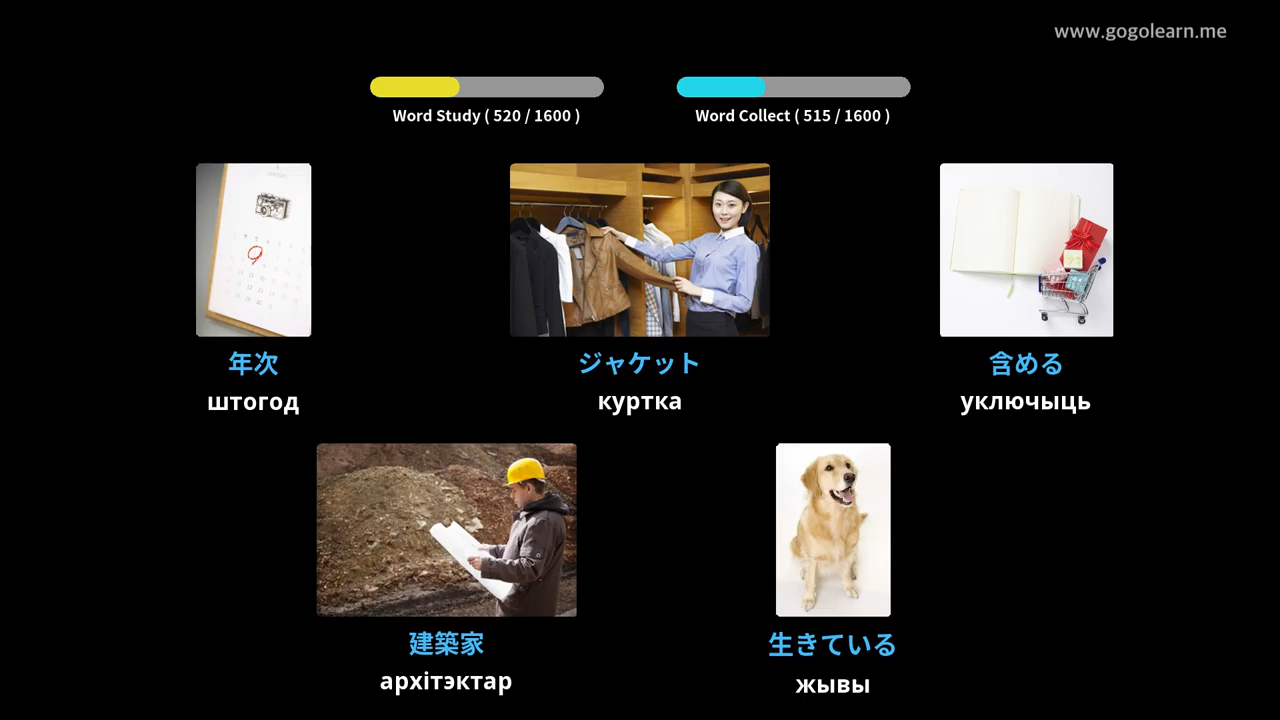 www.gogolearn.me
Word Study ( 520 / 1600 )
Word Collect ( 515 / 1600 )
年次
штогод
ジャケット
куртка
含める
уключыць
建築家
архітэктар
生きている
жывы